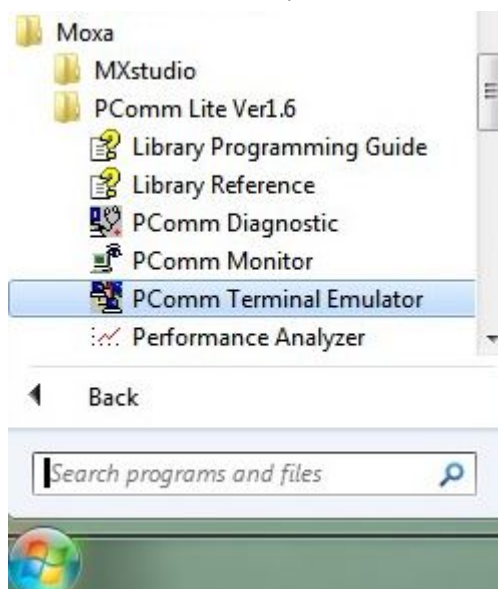 Moxa
MXstudio
PComm Lite Ver1.6
Library Programming Guide
Library Reference
PComm Diagnostic
PComm Monitor
PComm Terminal Emulator
Performance Analyzer
Back
Search programs and files